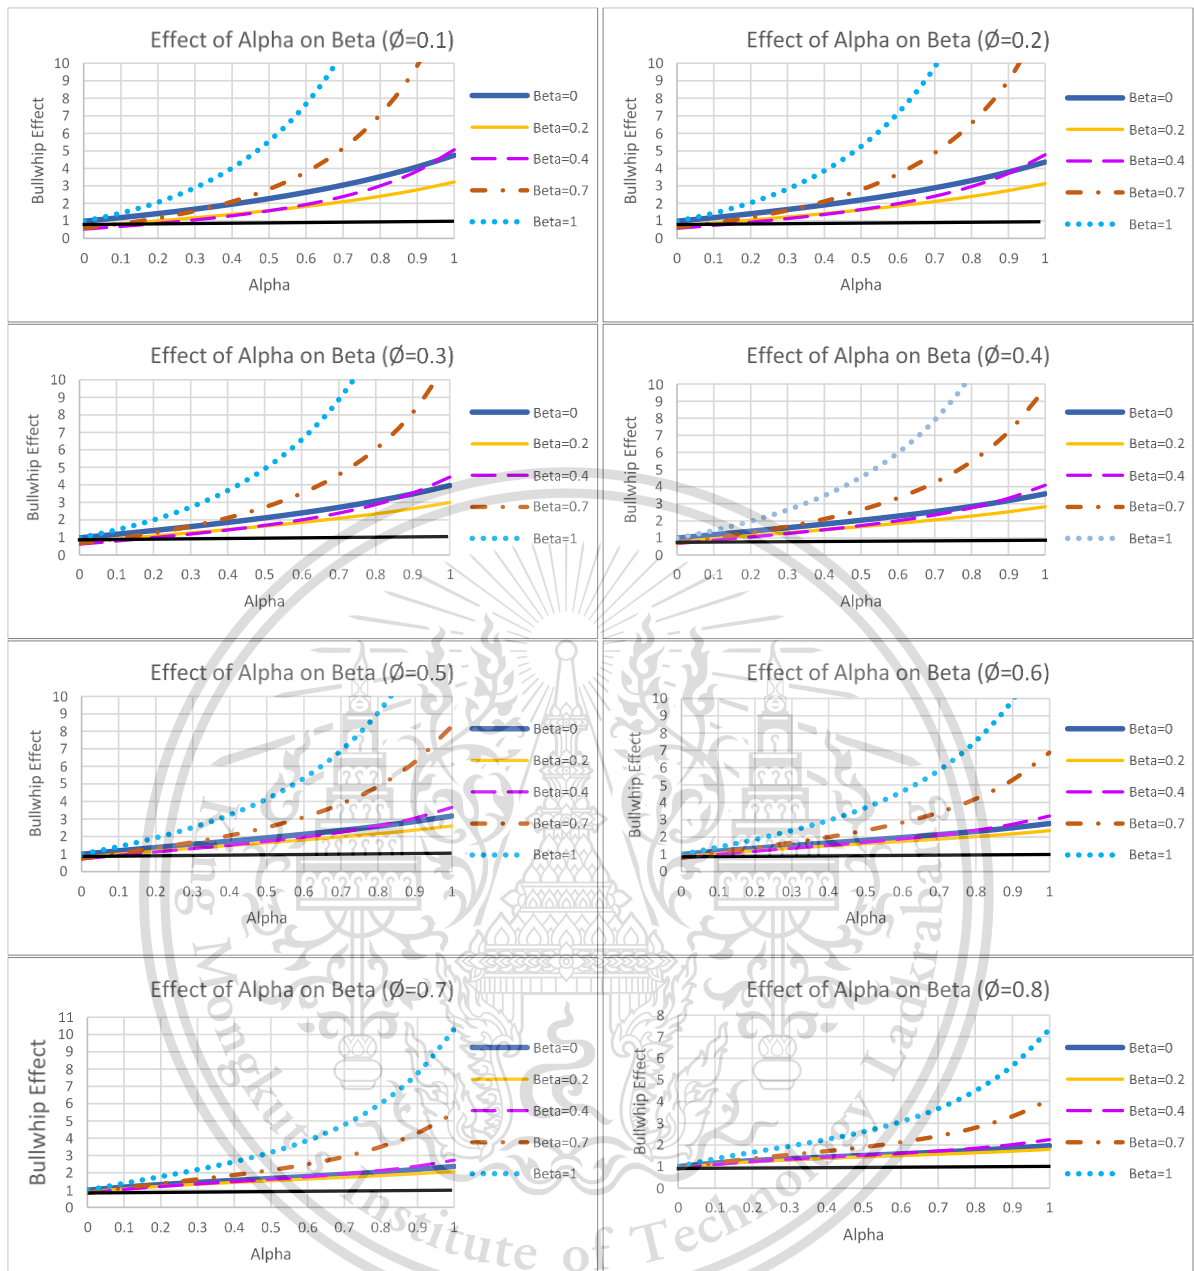 Effect of Alpha on Beta (Ø=0.1)
Bullwhip Effect
10
9
8
7
6
5
4
3
2
1
0
0 0.1 0.2 0.3 0.4 0.5 0.6 0.7 0.8 0.9 1
Alpha
Beta=0
Beta=0.2
Beta=0.4
Beta=0.7
Beta=1
Effect of Alpha on Beta (Ø=0.2)
Bullwhip Effect
10
9
8
7
6
5
4
3
2
1
0
0 0.1 0.2 0.3 0.4 0.5 0.6 0.7 0.8 0.9 1
Alpha
Beta=0
Beta=0.2
Beta=0.4
Beta=0.7
Beta=1
Effect of Alpha on Beta (Ø=0.3)
Bullwhip Effect
10
9
8
7
6
5
4
3
2
1
0
0 0.1 0.2 0.3 0.4 0.5 0.6 0.7 0.8 0.9 1
Alpha
Beta=0
Beta=0.2
Beta=0.4
Beta=0.7
Beta=1
Effect of Alpha on Beta (Ø=0.4)
Bullwhip Effect
10
9
8
7
6
5
4
3
2
1
0
0 0.1 0.2 0.3 0.4 0.5 0.6 0.7 0.8 0.9 1
Alpha
Beta=0
Beta=0.2
Beta=0.4
Beta=0.7
Beta=1
Effect of Alpha on Beta (Ø=0.5)
Bullwhip Effect
10
9
8
7
6
5
4
3
2
1
0
0 0.1 0.2 0.3 0.4 0.5 0.6 0.7 0.8 0.9 1
Alpha
Beta=0
Beta=0.2
Beta=0.4
Beta=0.7
Beta=1
Effect of Alpha on Beta (Ø=0.6)
Bullwhip Effect
10
9
8
7
6
5
4
3
2
1
0
0 0.1 0.2 0.3 0.4 0.5 0.6 0.7 0.8 0.9 1
Alpha
Beta=0
Beta=0.2
Beta=0.4
Beta=0.7
Beta=1
Effect of Alpha on Beta (Ø=0.7)
Bullwhip Effect
11
10
9
8
7
6
5
4
3
2
1
0
0 0.1 0.2 0.3 0.4 0.5 0.6 0.7 0.8 0.9 1
Alpha
Beta=0
Beta=0.2
Beta=0.4
Beta=0.7
Beta=1
Effect of Alpha on Beta (Ø=0.8)
Bullwhip Effect
8
7
6
5
4
3
2
1
0
0 0.1 0.2 0.3 0.4 0.5 0.6 0.7 0.8 0.9 1
Alpha
Beta=0
Beta=0.2
Beta=0.4
Beta=0.7
Beta=1
King Mongkut's Institute of Technology Ladkrabang